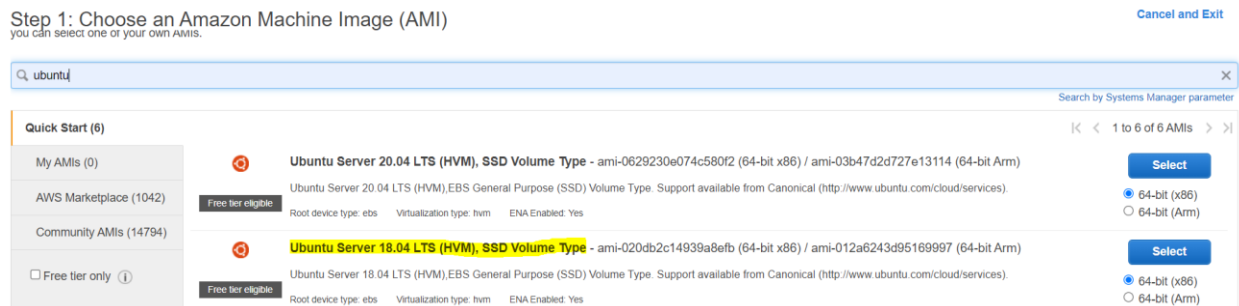 Step 1: Choose an Amazon Machine Image (AMI)
Cancel and Exit
you can select one of your own AMIs.
ubuntu
Search by Systems Manager parameter
Quick Start (6)
1 to 6 of 6 AMIs
My AMIs (0)
AWS Marketplace (1042)
Community AMIs (14794)
Free tier only
Ubuntu Server 20.04 LTS (HVM), SSD Volume Type - ami-0629230e074c580f2 (64-bit x86) / ami-03b47d2d727e13114 (64-bit Arm)
Ubuntu Server 20.04 LTS (HVM),EBS General Purpose (SSD) Volume Type. Support available from Canonical (http://www.ubuntu.com/cloud/services).
Free tier eligible
Root device type: ebs Virtualization type: hvm ENA Enabled: Yes
Select
64-bit (x86)
64-bit (Arm)
Ubuntu Server 18.04 LTS (HVM), SSD Volume Type - ami-020db2c14939a8efb (64-bit x86) / ami-012a6243d95169997 (64-bit Arm)
Ubuntu Server 18.04 LTS (HVM),EBS General Purpose (SSD) Volume Type. Support available from Canonical (http://www.ubuntu.com/cloud/services).
Free tier eligible
Root device type: ebs Virtualization type: hvm ENA Enabled: Yes
Select
64-bit (x86)
64-bit (Arm)